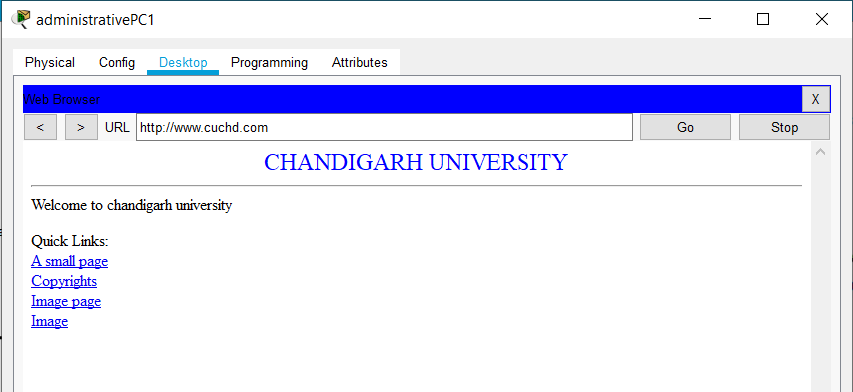 administrativePC1
Physical Config Desktop Programming Attributes
Web Browser X
< > URL http://www.cuchd.com Go Stop
CHANDIGARH UNIVERSITY
Welcome to chandigarh university
Quick Links:
A small page
Copyrights
Image page
Image